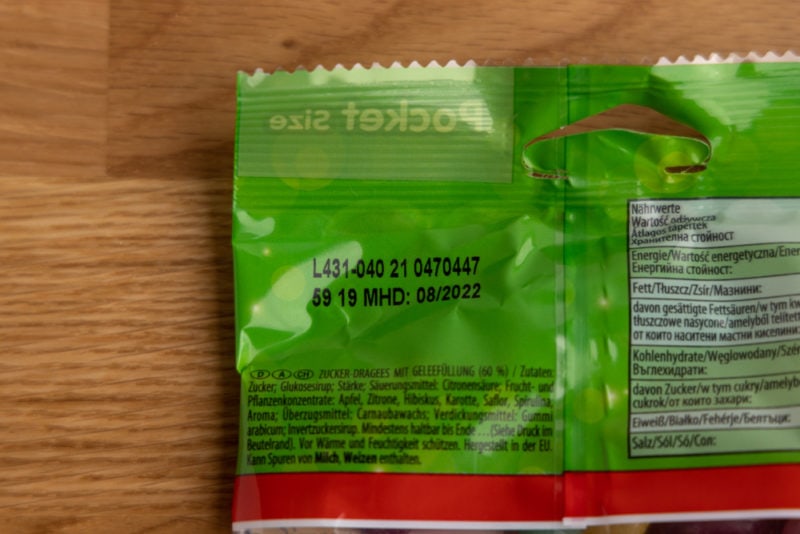 Pocket size
L431-040 21 0470447
59 19 MHD: 08/2022
D A CH ZUCKER-DRAGEES MIT GELEEFÜLLUNG (60 %) / Zutaten:
Zucker; Glukosesirup; Stärke; Säuerungsmittel: Citronensäure; Frucht- und
Pflanzenkonzentrate: Apfel, Zitrone, Hibiskus, Karotte, Saflor, Spirulina;
Aroma; Überzugsmittel: Carnaubawachs; Verdickungsmittel: Gummi
arabicum; Invertzuckersirup. Mindestens haltbar bis Ende ... (Siehe Druck im
Beutelrand). Vor Wärme und Feuchtigkeit schützen. Hergestellt in der EU.
Kann Spuren von Milch, Weizen enthalten.
Nährwerte
Wartość odżywcza
Átlagos tápérték
Хранителна стойност
Energie/Wartość energetyczna/Ener
Енергийна стойност:
Fett/Tłuszcz/Zsír/Мазнини:
davon gesättigte Fettsäuren/w tym kw
tłuszczowe nasycone/amelyből telített
от които наситени мастни киселини:
Kohlenhydrate/Węglowodany/Szén
Въглехидрати:
davon Zucker/w tym cukry/amelybő
cukrok/от които захари:
Eiweiß/Białko/Fehérje/Белтъци:
Salz/Sól/Só/Сол: